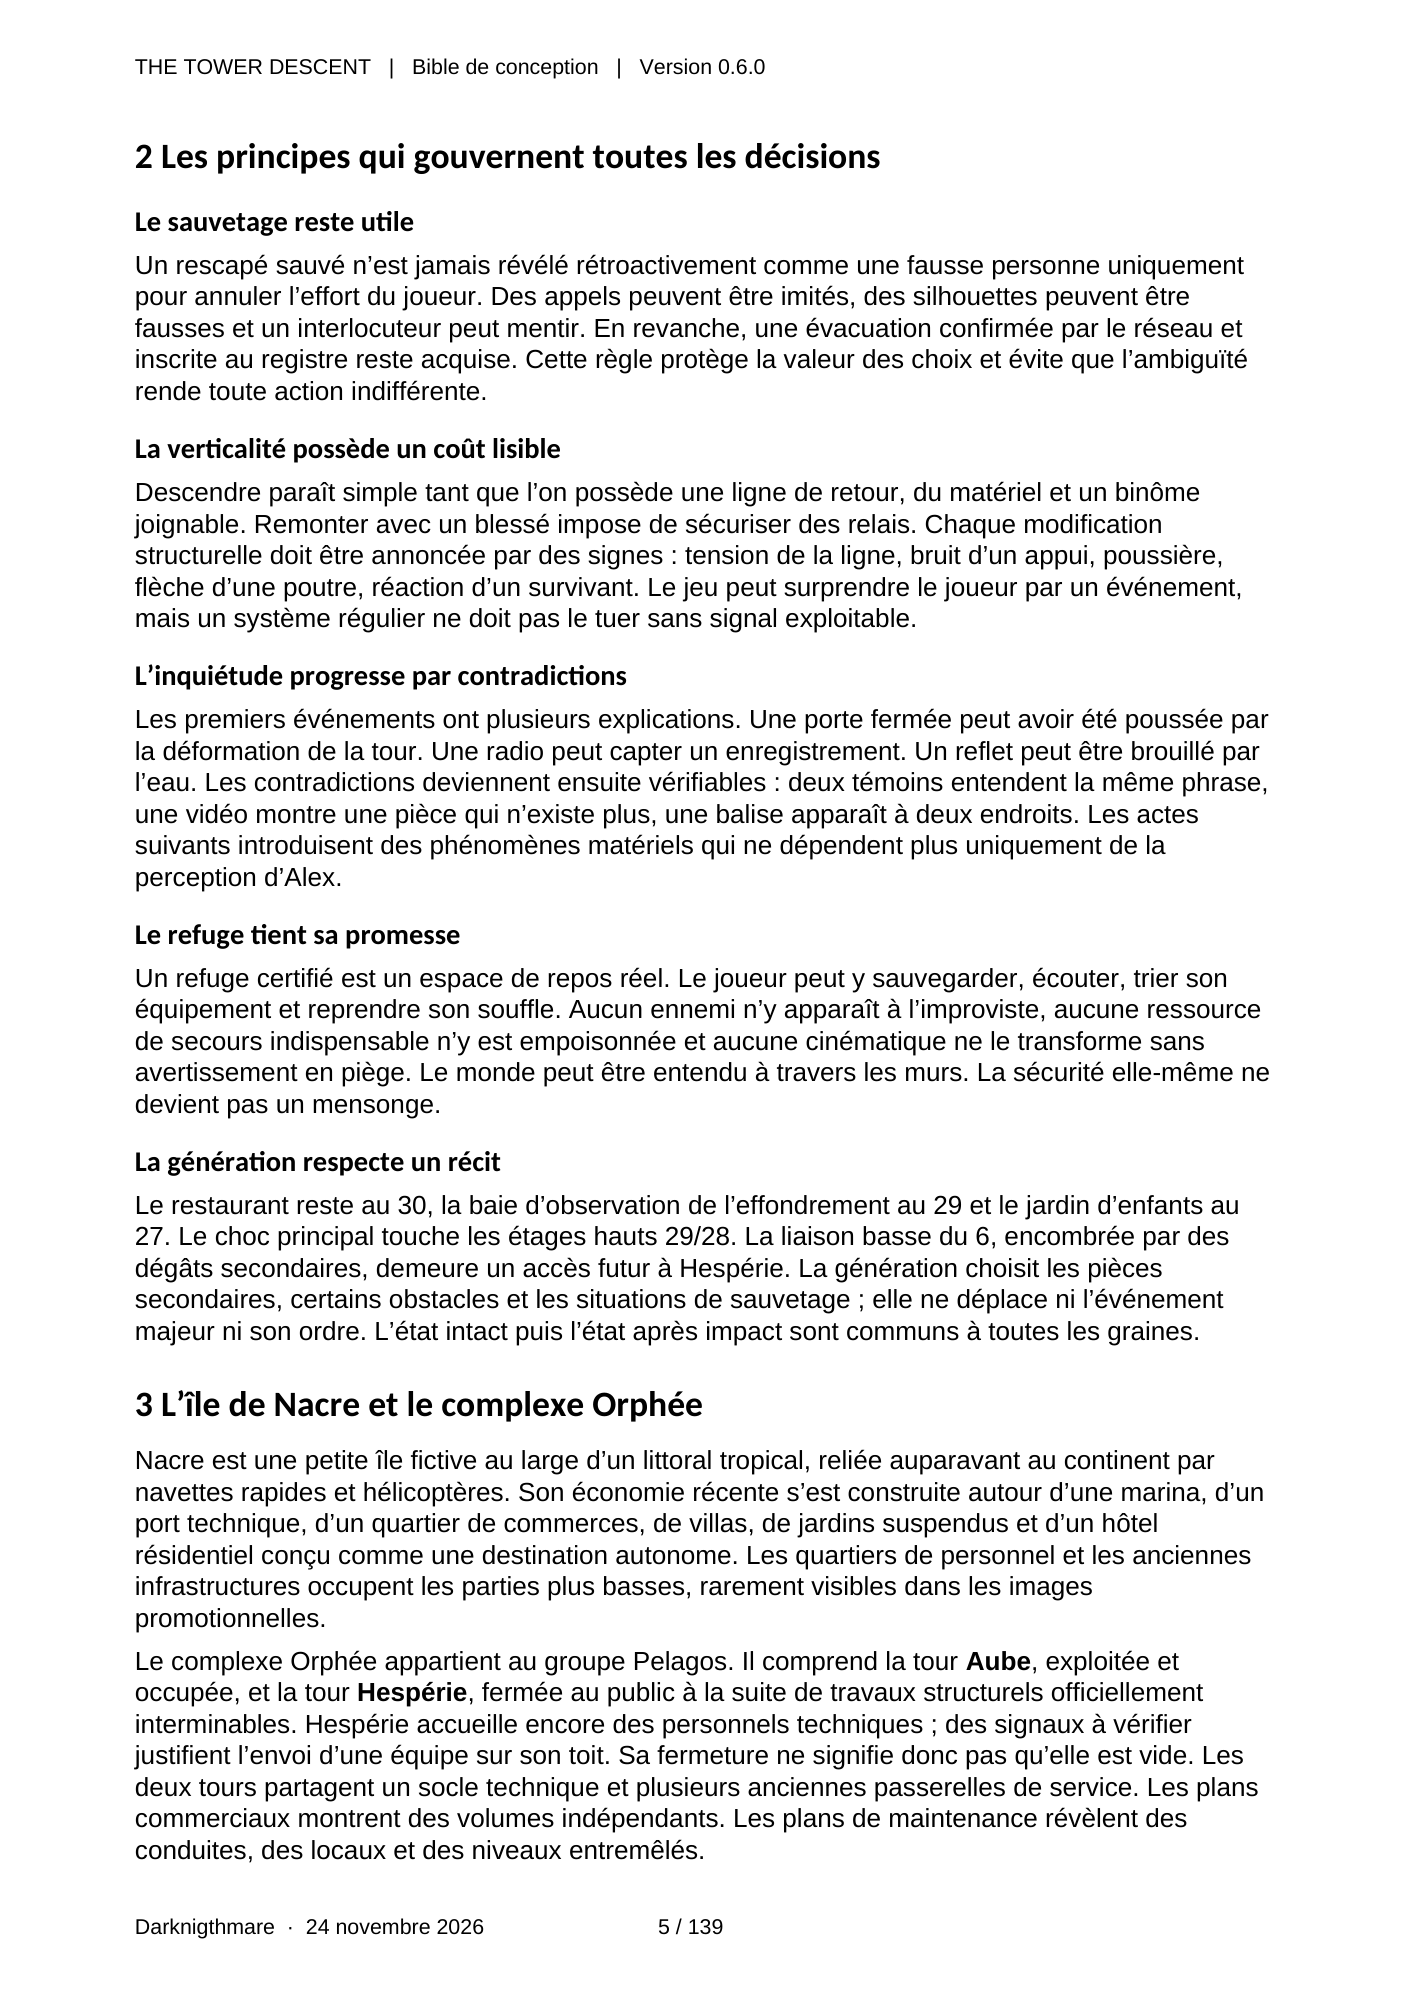 THE TOWER DESCENT | Bible de conception | Version 0.6.0
2 Les principes qui gouvernent toutes les décisions
Le sauvetage reste utile
Un rescapé sauvé n’est jamais révélé rétroactivement comme une fausse personne uniquement
pour annuler l’effort du joueur. Des appels peuvent être imités, des silhouettes peuvent être
fausses et un interlocuteur peut mentir. En revanche, une évacuation confirmée par le réseau et
inscrite au registre reste acquise. Cette règle protège la valeur des choix et évite que l’ambiguïté
rende toute action indifférente.
La verticalité possède un coût lisible
Descendre paraît simple tant que l’on possède une ligne de retour, du matériel et un binôme
joignable. Remonter avec un blessé impose de sécuriser des relais. Chaque modification
structurelle doit être annoncée par des signes : tension de la ligne, bruit d’un appui, poussière,
flèche d’une poutre, réaction d’un survivant. Le jeu peut surprendre le joueur par un événement,
mais un système régulier ne doit pas le tuer sans signal exploitable.
L’inquiétude progresse par contradictions
Les premiers événements ont plusieurs explications. Une porte fermée peut avoir été poussée par
la déformation de la tour. Une radio peut capter un enregistrement. Un reflet peut être brouillé par
l’eau. Les contradictions deviennent ensuite vérifiables : deux témoins entendent la même phrase,
une vidéo montre une pièce qui n’existe plus, une balise apparaît à deux endroits. Les actes
suivants introduisent des phénomènes matériels qui ne dépendent plus uniquement de la
perception d’Alex.
Le refuge tient sa promesse
Un refuge certifié est un espace de repos réel. Le joueur peut y sauvegarder, écouter, trier son
équipement et reprendre son souffle. Aucun ennemi n’y apparaît à l’improviste, aucune ressource
de secours indispensable n’y est empoisonnée et aucune cinématique ne le transforme sans
avertissement en piège. Le monde peut être entendu à travers les murs. La sécurité elle-même ne
devient pas un mensonge.
La génération respecte un récit
Le restaurant reste au 30, la baie d’observation de l’effondrement au 29 et le jardin d’enfants au
27. Le choc principal touche les étages hauts 29/28. La liaison basse du 6, encombrée par des
dégâts secondaires, demeure un accès futur à Hespérie. La génération choisit les pièces
secondaires, certains obstacles et les situations de sauvetage ; elle ne déplace ni l’événement
majeur ni son ordre. L’état intact puis l’état après impact sont communs à toutes les graines.
3 L’île de Nacre et le complexe Orphée
Nacre est une petite île fictive au large d’un littoral tropical, reliée auparavant au continent par
navettes rapides et hélicoptères. Son économie récente s’est construite autour d’une marina, d’un
port technique, d’un quartier de commerces, de villas, de jardins suspendus et d’un hôtel
résidentiel conçu comme une destination autonome. Les quartiers de personnel et les anciennes
infrastructures occupent les parties plus basses, rarement visibles dans les images
promotionnelles.
Le complexe Orphée appartient au groupe Pelagos. Il comprend la tour Aube, exploitée et
occupée, et la tour Hespérie, fermée au public à la suite de travaux structurels officiellement
interminables. Hespérie accueille encore des personnels techniques ; des signaux à vérifier
justifient l’envoi d’une équipe sur son toit. Sa fermeture ne signifie donc pas qu’elle est vide. Les
deux tours partagent un socle technique et plusieurs anciennes passerelles de service. Les plans
commerciaux montrent des volumes indépendants. Les plans de maintenance révèlent des
conduites, des locaux et des niveaux entremêlés.
Darknigthmare · 24 novembre 2026 5 / 139